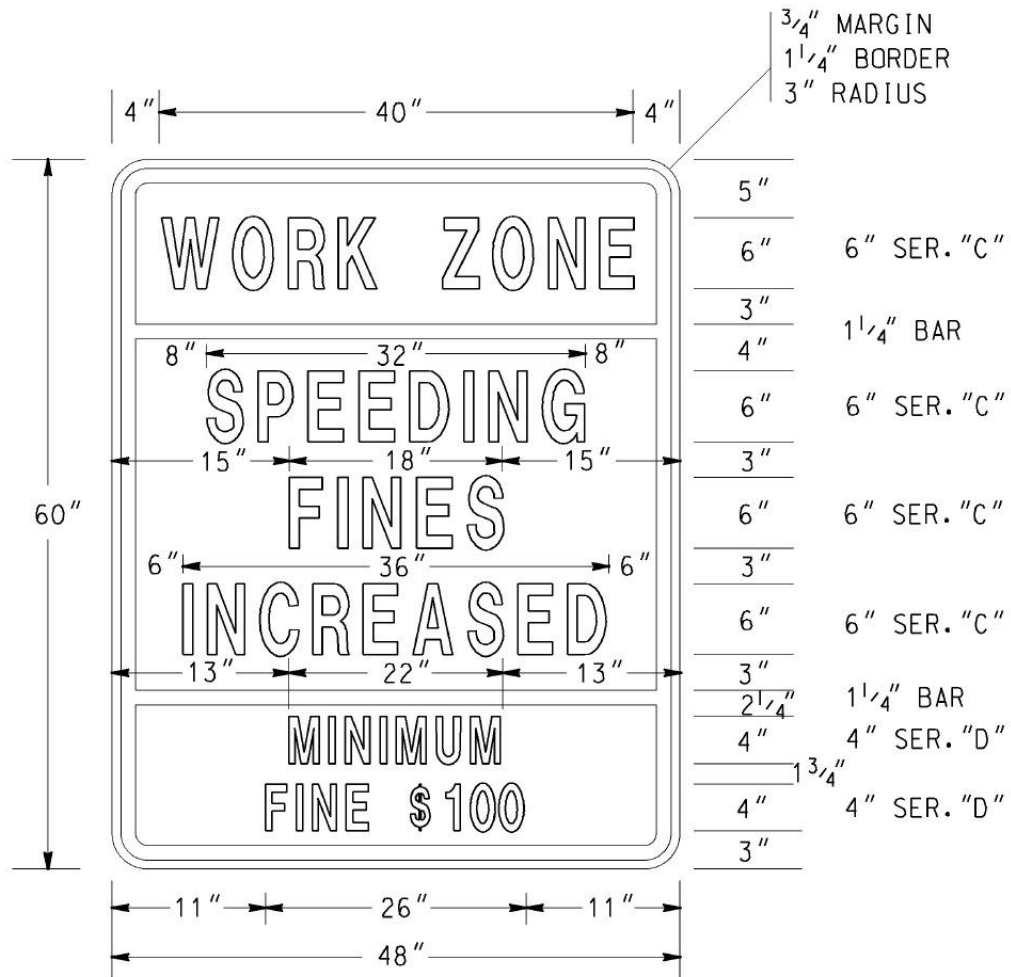 3/4" MARGIN
1 1/4" BORDER
3" RADIUS
4" 40" 4"
5"
WORK ZONE 6" 6" SER."C"
3"
1 1/4" BAR
4"
8" 32" 8"
SPEEDING 6" 6" SER."C"
15" 18" 15" 3"
60" FINES 6" 6" SER."C"
6" 36" 6" 3"
INCREASED 6" 6" SER."C"
13" 22" 13" 3"
2 1/4" 1 1/4" BAR
MINIMUM 4" 4" SER."D"
1 3/4"
FINE $100 4" 4" SER."D"
3"
11" 26" 11"
48"